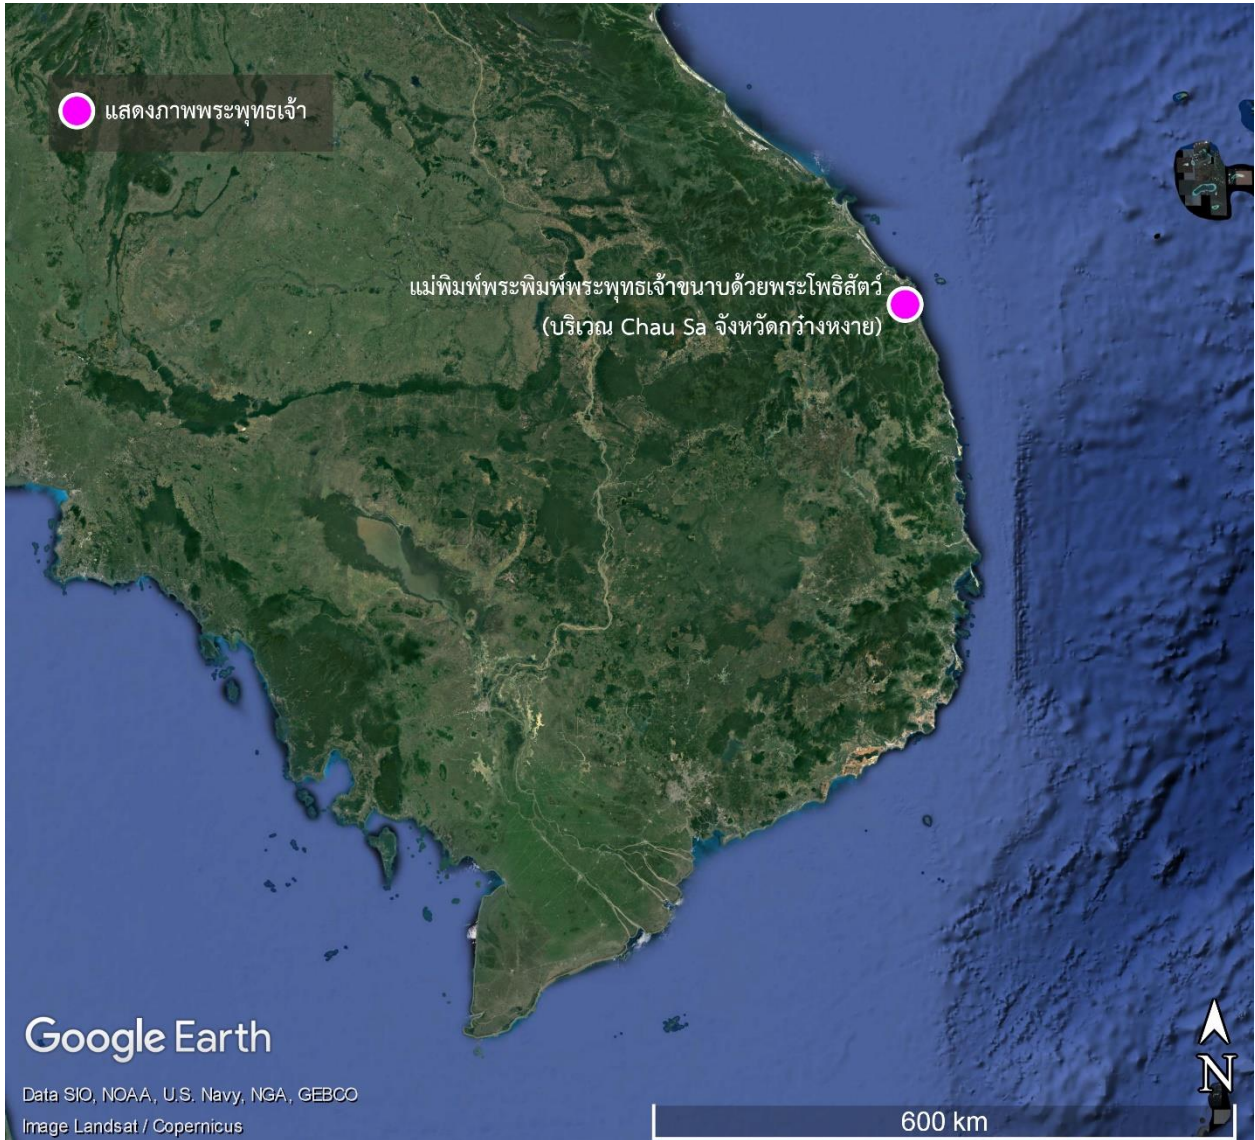 แสดงภาพพระพุทธเจ้า
แม่พิมพ์พระพิมพ์พระพุทธเจ้าขนาบด้วยพระโพธิสัตว์
(บริเวณ Chau Sa จังหวัดกว๋างหงาย)
Google Earth
Data SIO, NOAA, U.S. Navy, NGA, GEBCO
Image Landsat / Copernicus
N
600 km